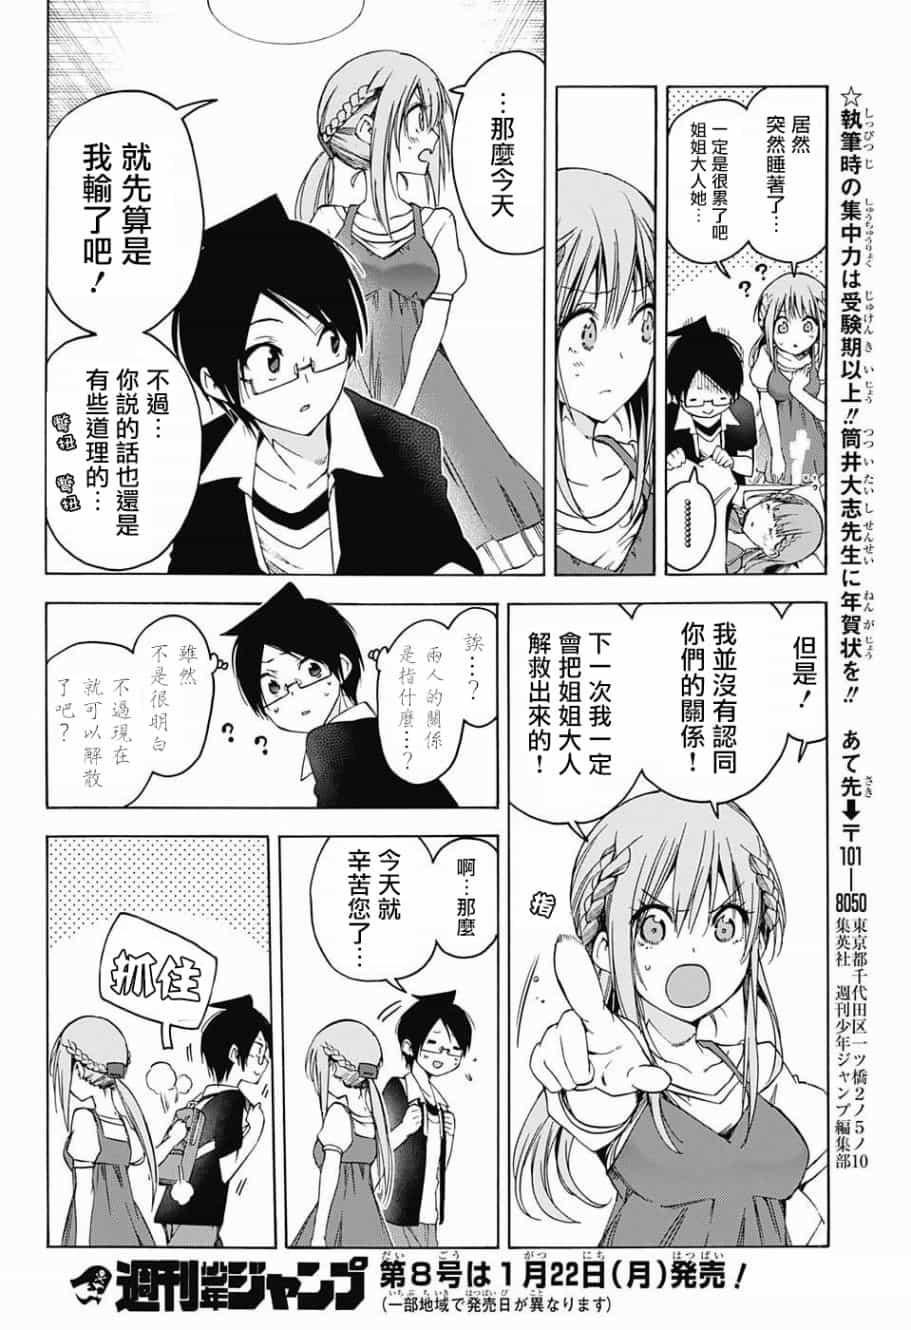 居然
突然睡著了…
一定是很累了吧
姐姐大人她…
？
？
………
…那麼今天
就先算是
我輸了吧！
不過…
你説的話也還是
有些道理的…
彆扭
彆扭
但是！
我並沒有認同
你們的關係！
下一次我一定
會把姐姐大人
解救出來的！
指
誒…？
兩人的關係
是指什麼…？
？
？
雖然
不是很明白
不過現在
就可以解散
了吧？
啊…那麼
今天就
辛苦您了…
抓住
☆執筆時の集中力は受験期以上!!筒井大志先生に年賀状を!!　あて先➡〒101―8050
東京都千代田区一ツ橋2ノ5ノ10
集英社　週刊少年ジャンプ編集部
週刊少年ジャンプ 第8号は1月22日(月)発売！
(一部地域で発売日が異なります)